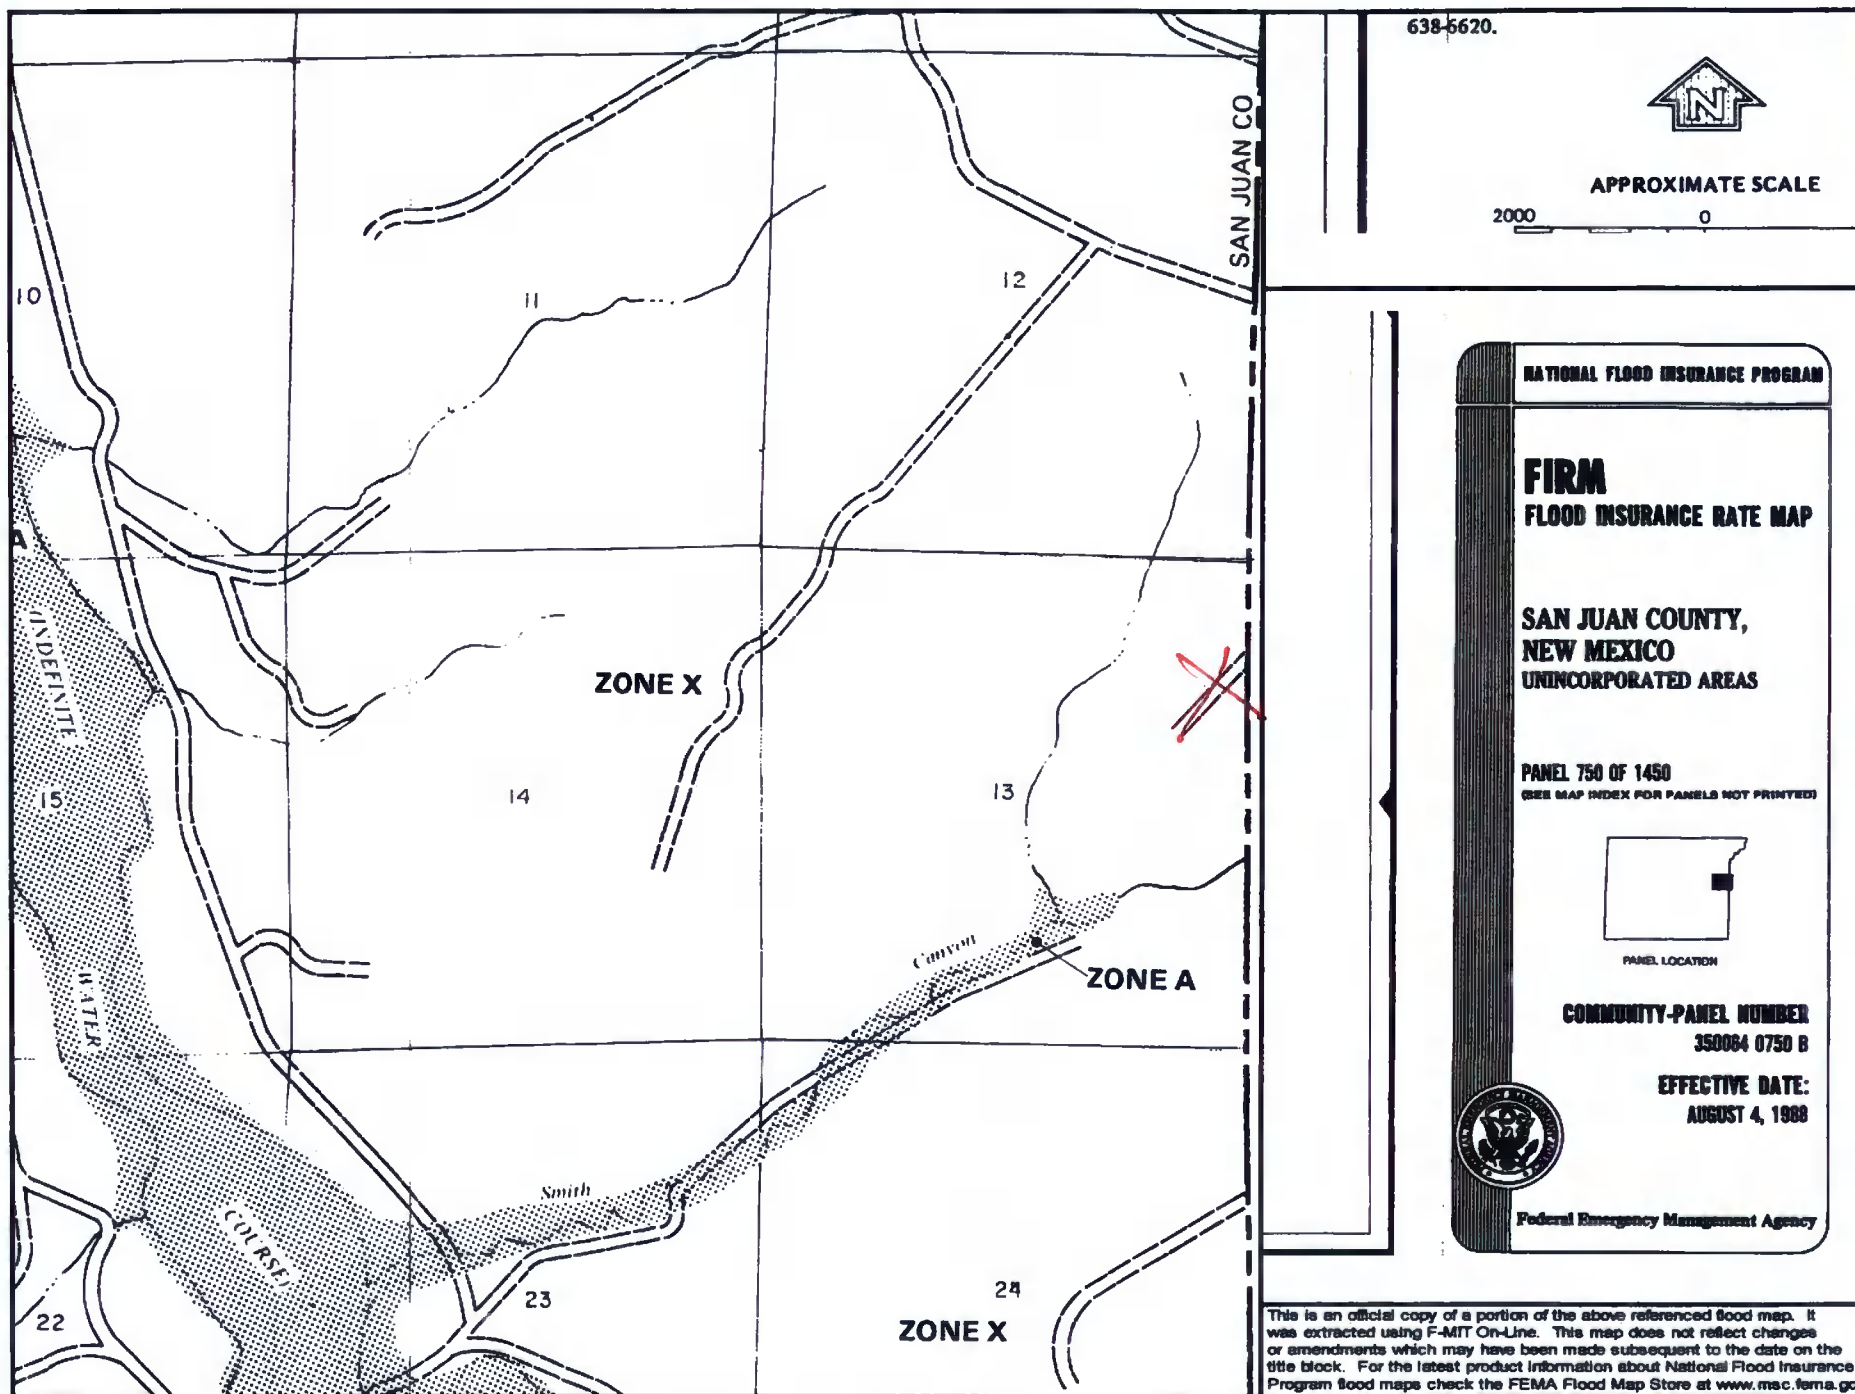 638-6620.
N
APPROXIMATE SCALE
2000 0
SAN JUAN CO
10
11
12
A
(INDEFINITE
WATER
COURSE)
ZONE X
15
14
13
Canyon
ZONE A
Smith
22
23
24
ZONE X
NATIONAL FLOOD INSURANCE PROGRAM
FIRM
FLOOD INSURANCE RATE MAP
SAN JUAN COUNTY,
NEW MEXICO
UNINCORPORATED AREAS
PANEL 750 OF 1450
(SEE MAP INDEX FOR PANELS NOT PRINTED)
PANEL LOCATION
COMMUNITY-PANEL NUMBER
350064 0750 B
EFFECTIVE DATE:
AUGUST 4, 1988
Federal Emergency Management Agency
This is an official copy of a portion of the above referenced flood map. It
was extracted using F-MIT On-Line. This map does not reflect changes
or amendments which may have been made subsequent to the date on the
title block. For the latest product information about National Flood Insurance
Program flood maps check the FEMA Flood Map Store at www.msc.fema.go